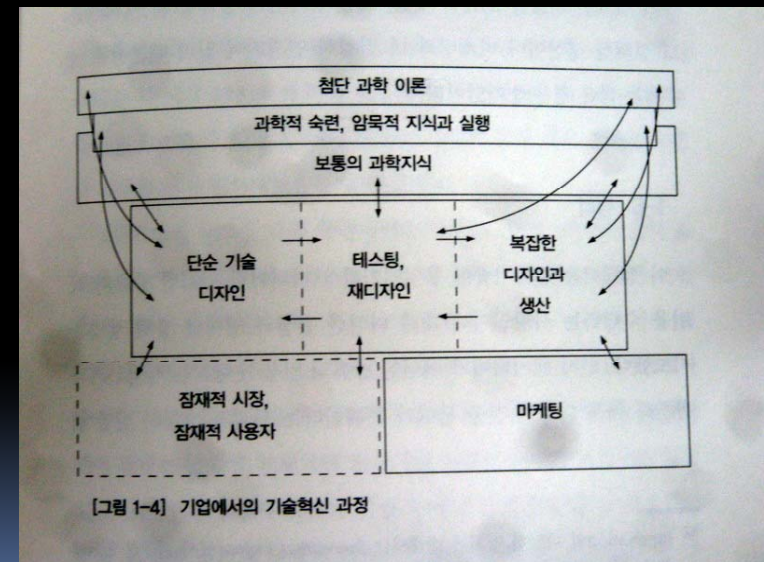 첨단 과학 이론
과학적 숙련, 암묵적 지식과 실행
보통의 과학지식
단순 기술
디자인
테스팅,
재디자인
복잡한
디자인과
생산
잠재적 시장,
잠재적 사용자
마케팅
[그림 1-4] 기업에서의 기술혁신 과정